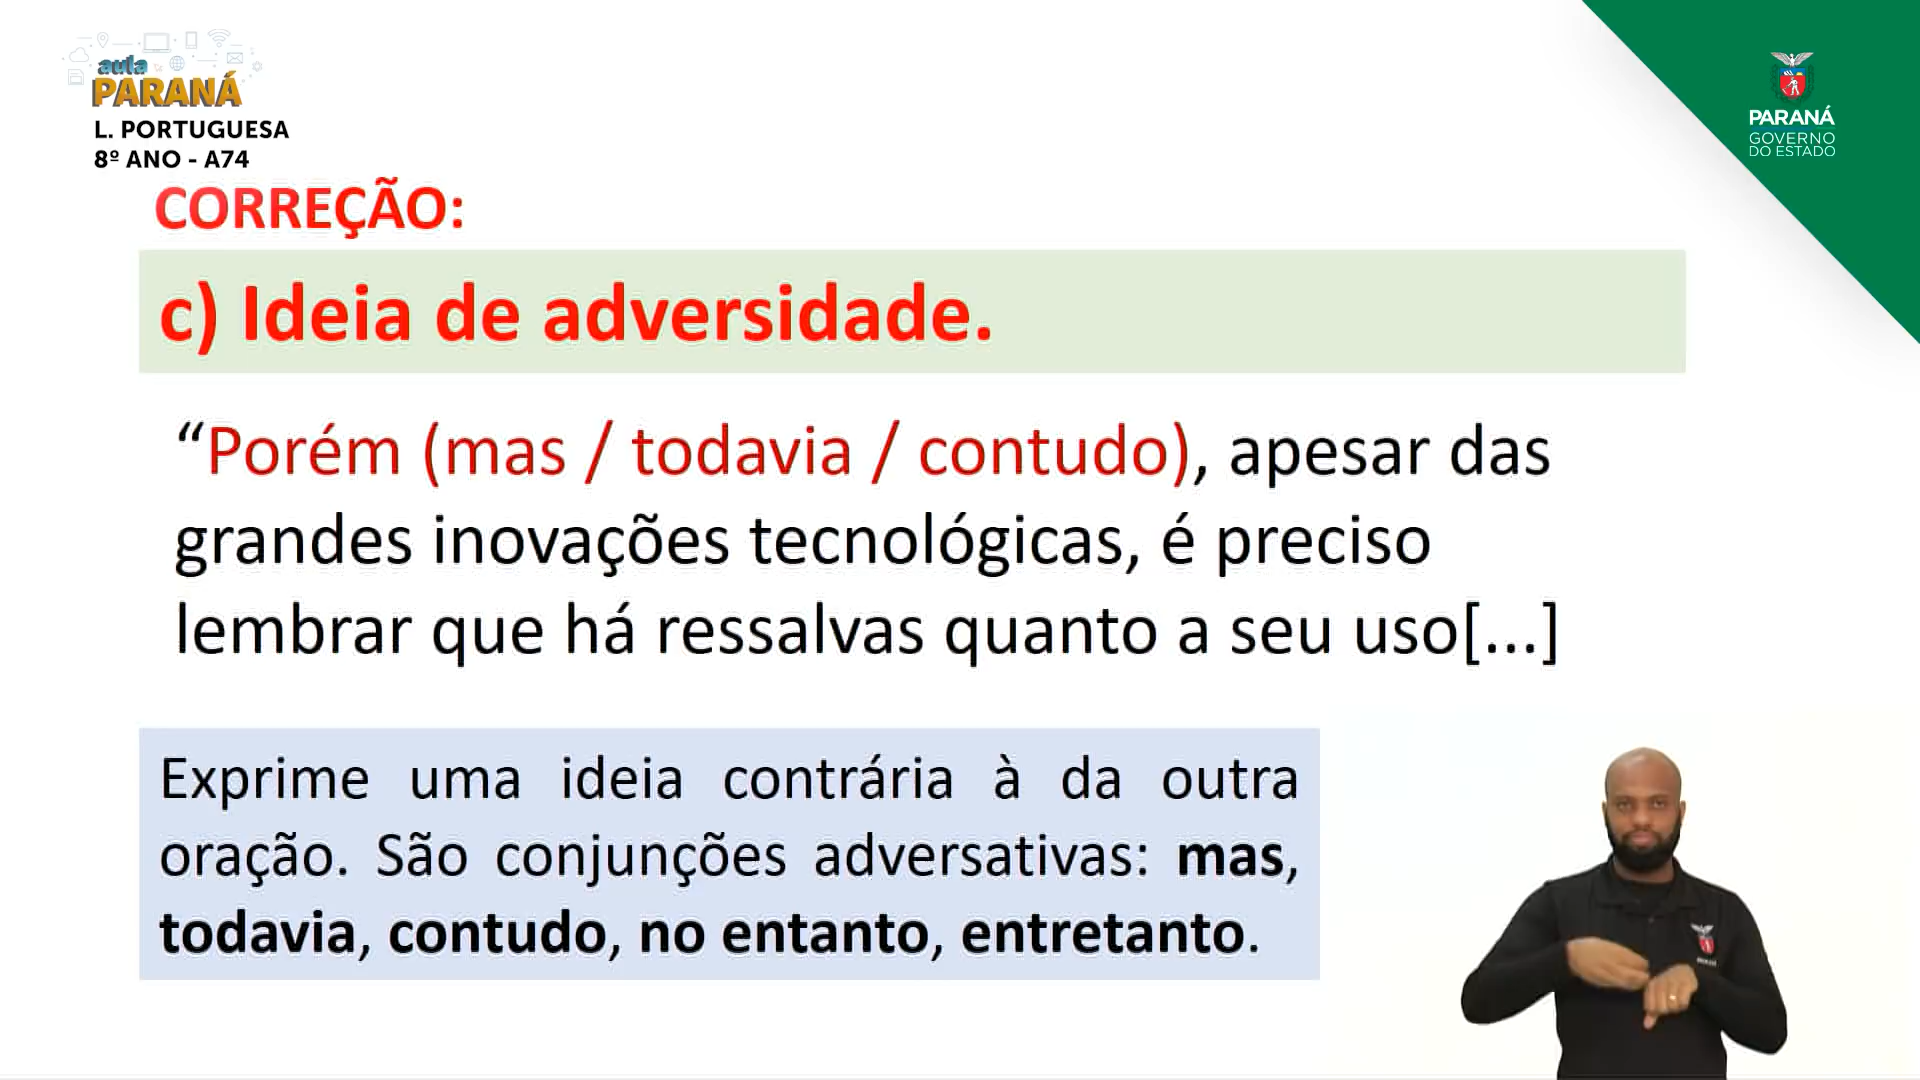 aula
PARANÁ
L. PORTUGUESA
8º ANO - A74
PARANÁ
GOVERNO
DO ESTADO
CORREÇÃO:
c) Ideia de adversidade.
“Porém (mas / todavia / contudo), apesar das
grandes inovações tecnológicas, é preciso
lembrar que há ressalvas quanto a seu uso[...]
Exprime uma ideia contrária à da outra
oração. São conjunções adversativas: mas,
todavia, contudo, no entanto, entretanto.